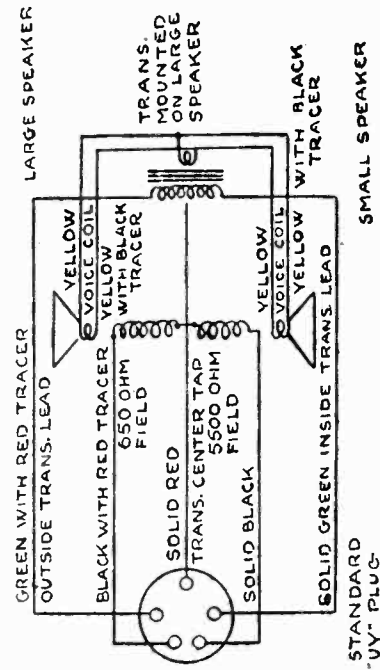 LARGE SPEAKER
TRANS.
MOUNTED
ON LARGE
SPEAKER
GREEN WITH RED TRACER
OUTSIDE TRANS. LEAD
YELLOW
VOICE COIL
YELLOW
WITH BLACK
TRACER
BLACK WITH RED TRACER
650 OHM
FIELD
SOLID RED
TRANS. CENTER TAP
5500 OHM
FIELD
SOLID BLACK
YELLOW
VOICE COIL
YELLOW
WITH BLACK
TRACER
SOLID GREEN INSIDE TRANS. LEAD
SMALL SPEAKER
STANDARD
"UY" PLUG